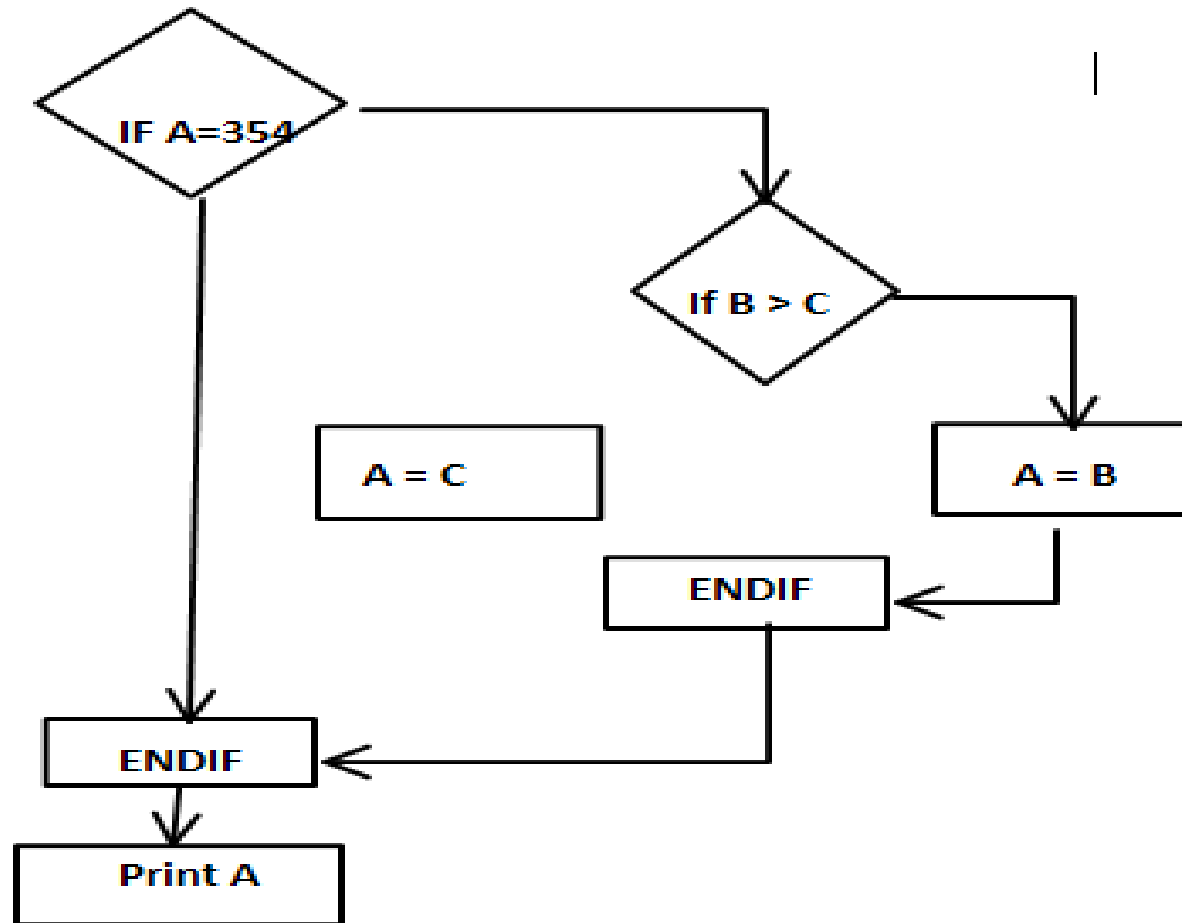 IF A=354
If B > C
A = C
A = B
ENDIF
ENDIF
Print A